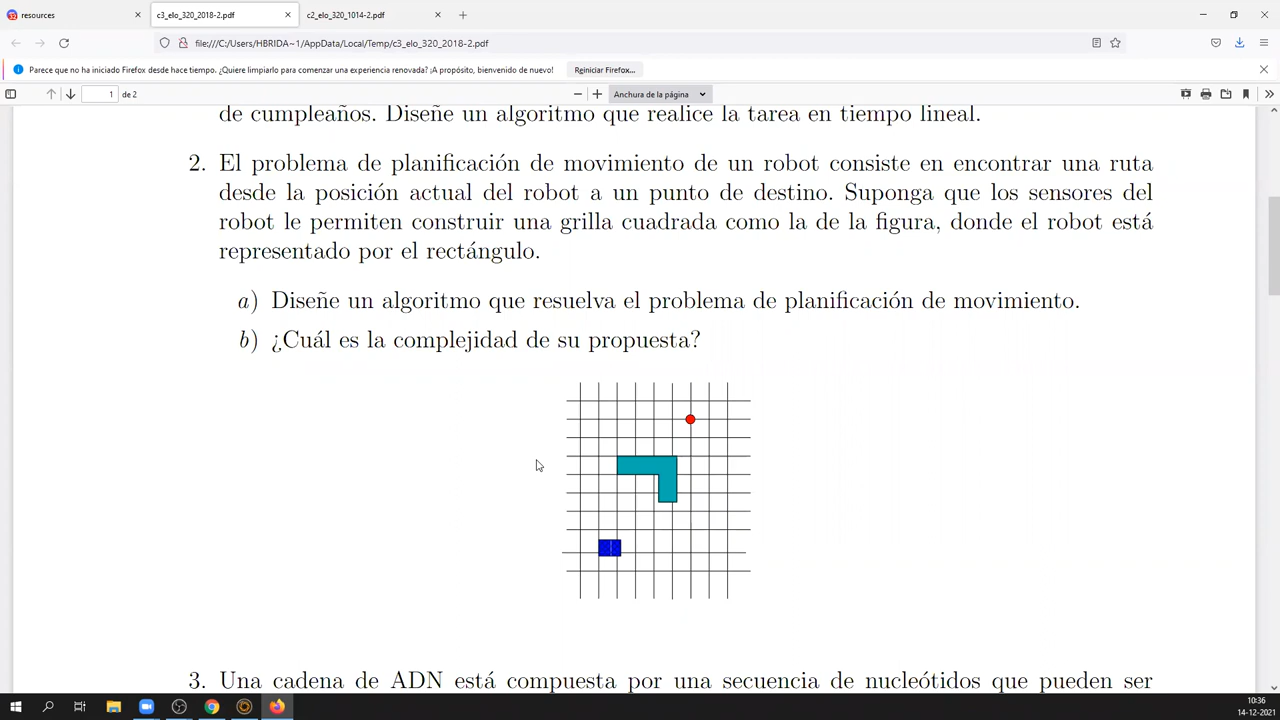 resources
c3_elo_320_2018-2.pdf
c2_elo_320_1014-2.pdf
file:///C:/Users/HBRIDA~1/AppData/Local/Temp/c3_elo_320_2018-2.pdf
Parece que no ha iniciado Firefox desde hace tiempo. ¿Quiere limpiarlo para comenzar una experiencia renovada? ¡A propósito, bienvenido de nuevo!
Reiniciar Firefox...
1 de 2
Anchura de la página
de cumpleaños. Diseñe un algoritmo que realice la tarea en tiempo lineal.
2. El problema de planificación de movimiento de un robot consiste en encontrar una ruta
desde la posición actual del robot a un punto de destino. Suponga que los sensores del
robot le permiten construir una grilla cuadrada como la de la figura, donde el robot está
representado por el rectángulo.
a) Diseñe un algoritmo que resuelva el problema de planificación de movimiento.
b) ¿Cuál es la complejidad de su propuesta?
3. Una cadena de ADN está compuesta por una secuencia de nucleótidos que pueden ser
10:36
14-12-2021